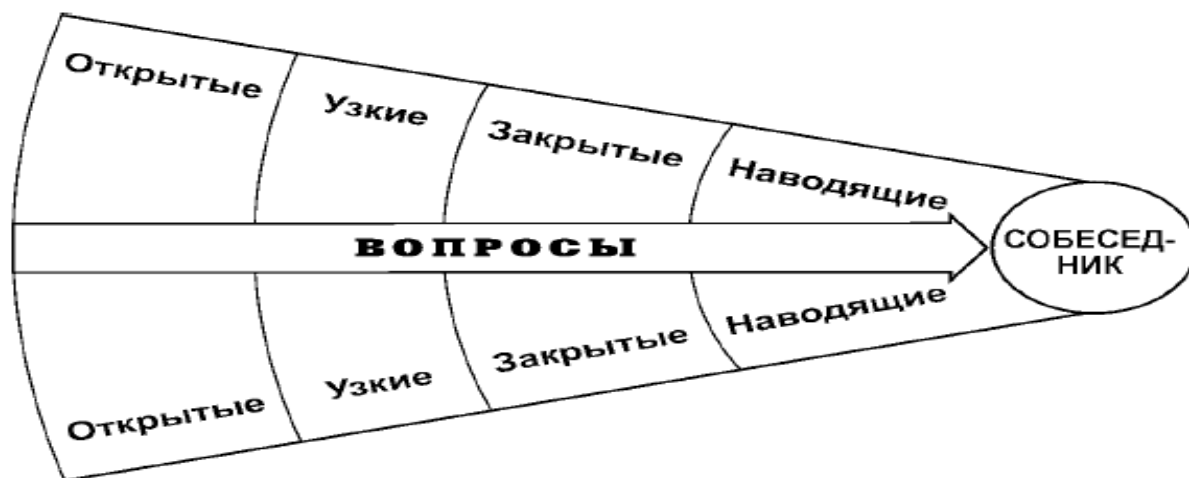 Открытые
Узкие
Закрытые
Наводящие
ВОПРОСЫ
СОБЕСЕД-
НИК
Наводящие
Закрытые
Узкие
Открытые